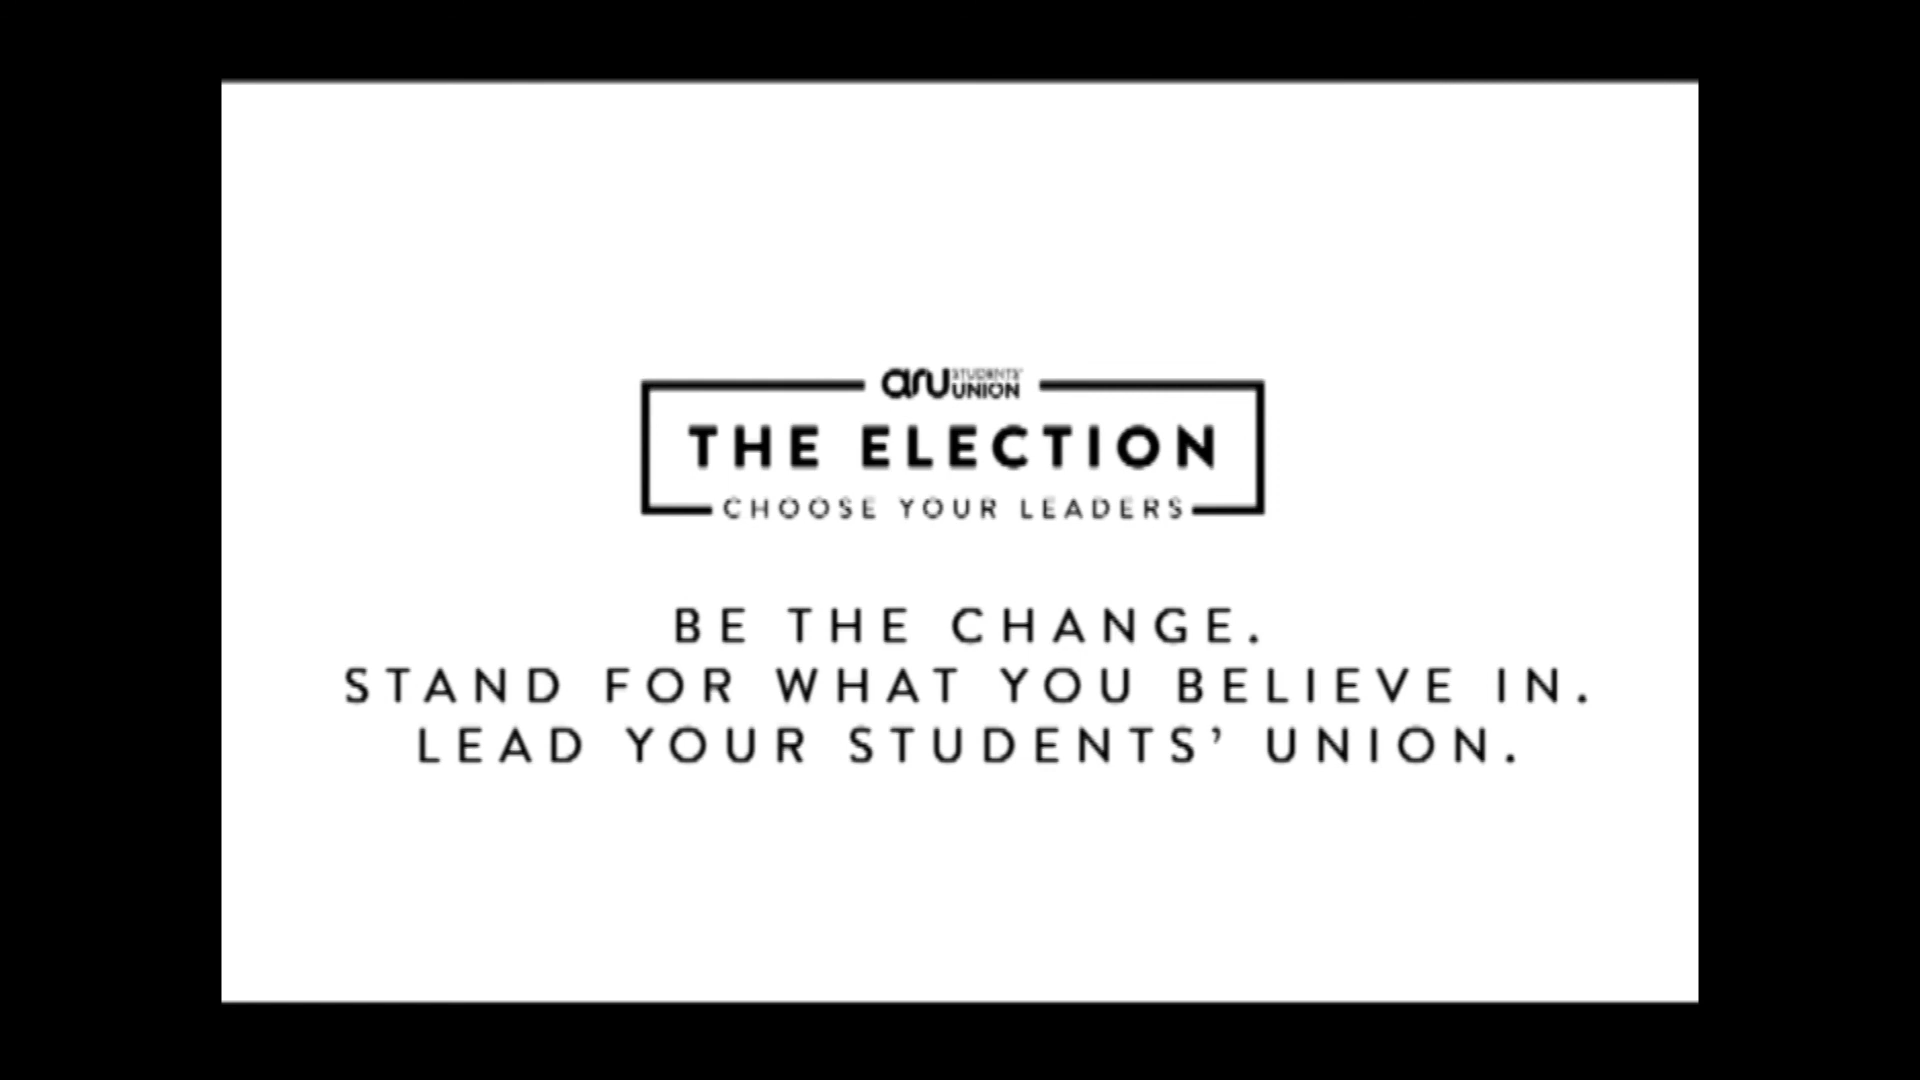 aru STUDENTS' UNION
THE ELECTION
CHOOSE YOUR LEADERS
BE THE CHANGE.
STAND FOR WHAT YOU BELIEVE IN.
LEAD YOUR STUDENTS’ UNION.